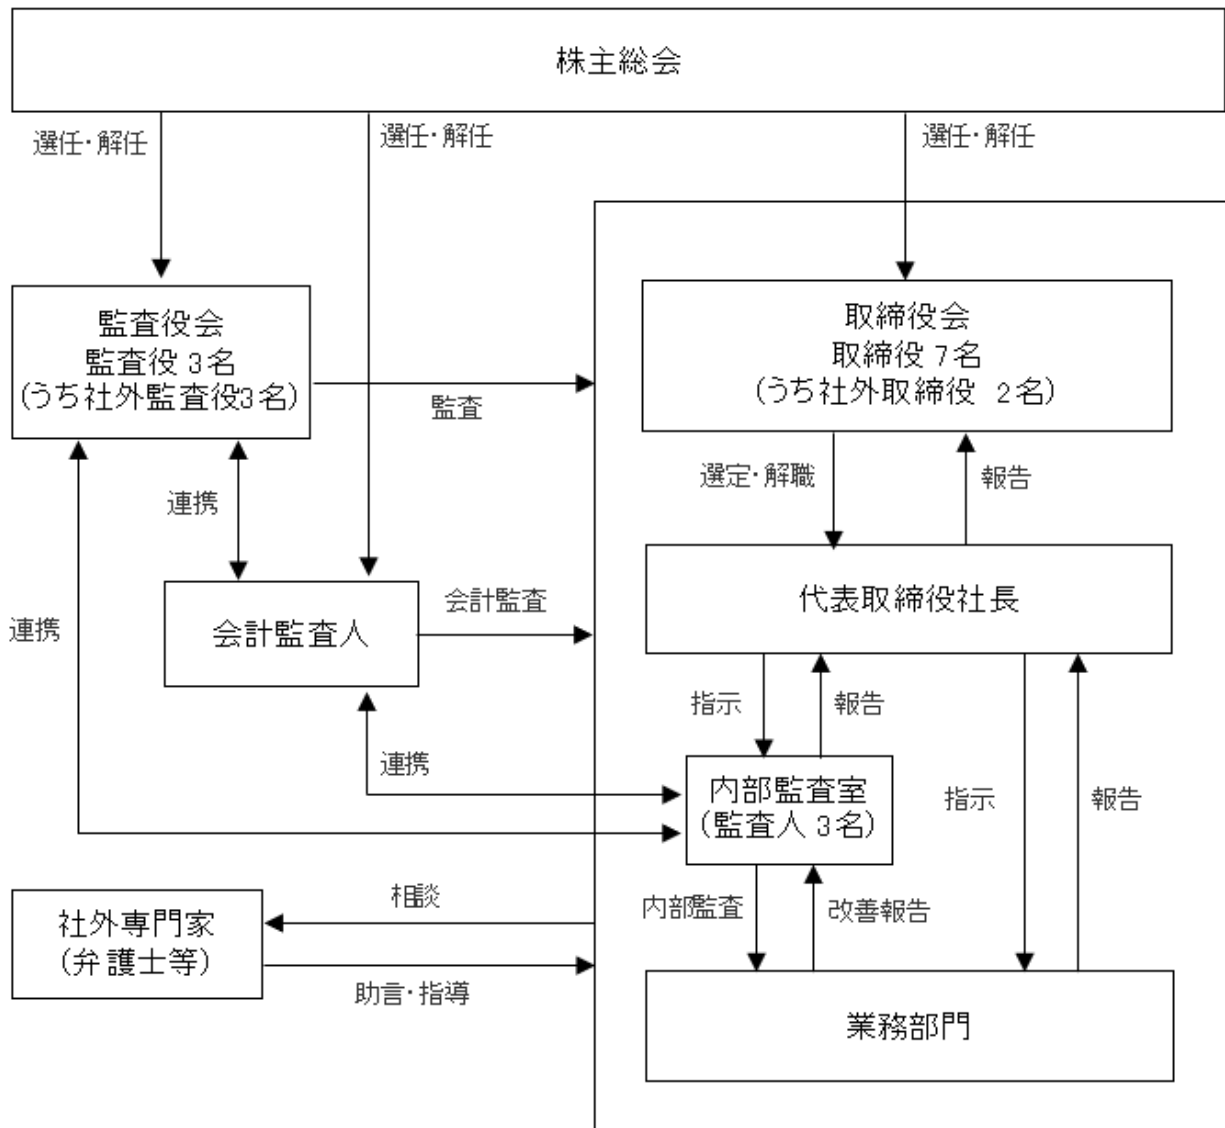 株主総会
選任・解任
選任・解任
選任・解任
監査役会
監査役 3名
(うち社外監査役3名)
取締役会
取締役 7名
(うち社外取締役 2名)
監査
連携
選定・解職
報告
代表取締役社長
会計監査
会計監査人
連携
指示
報告
連携
内部監査室
(監査人 3名)
指示
報告
相談
内部監査
改善報告
社外専門家
(弁護士等)
助言・指導
業務部門